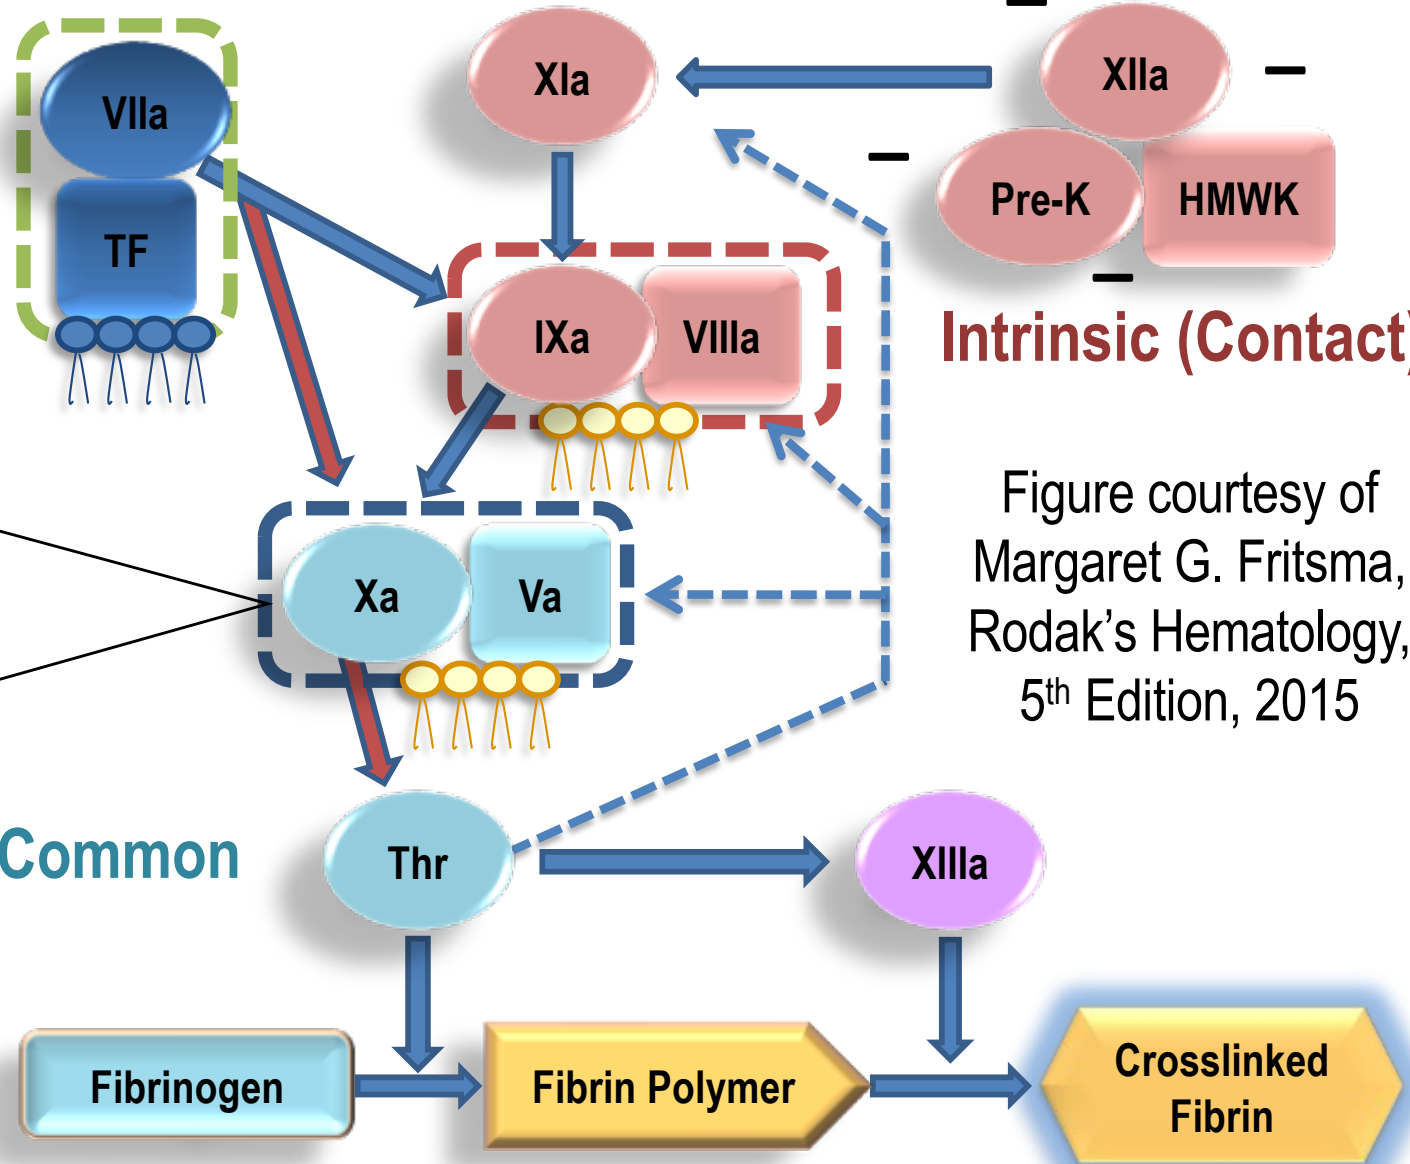 VIIa
TF
XIa
XIIa
Pre-K
HMWK
IXa
VIIIa
Intrinsic (Contact)
Xa
Va
Figure courtesy of
Margaret G. Fritsma,
Rodak’s Hematology,
5th Edition, 2015
Common
Thr
XIIIa
Fibrinogen
Fibrin Polymer
Crosslinked
Fibrin